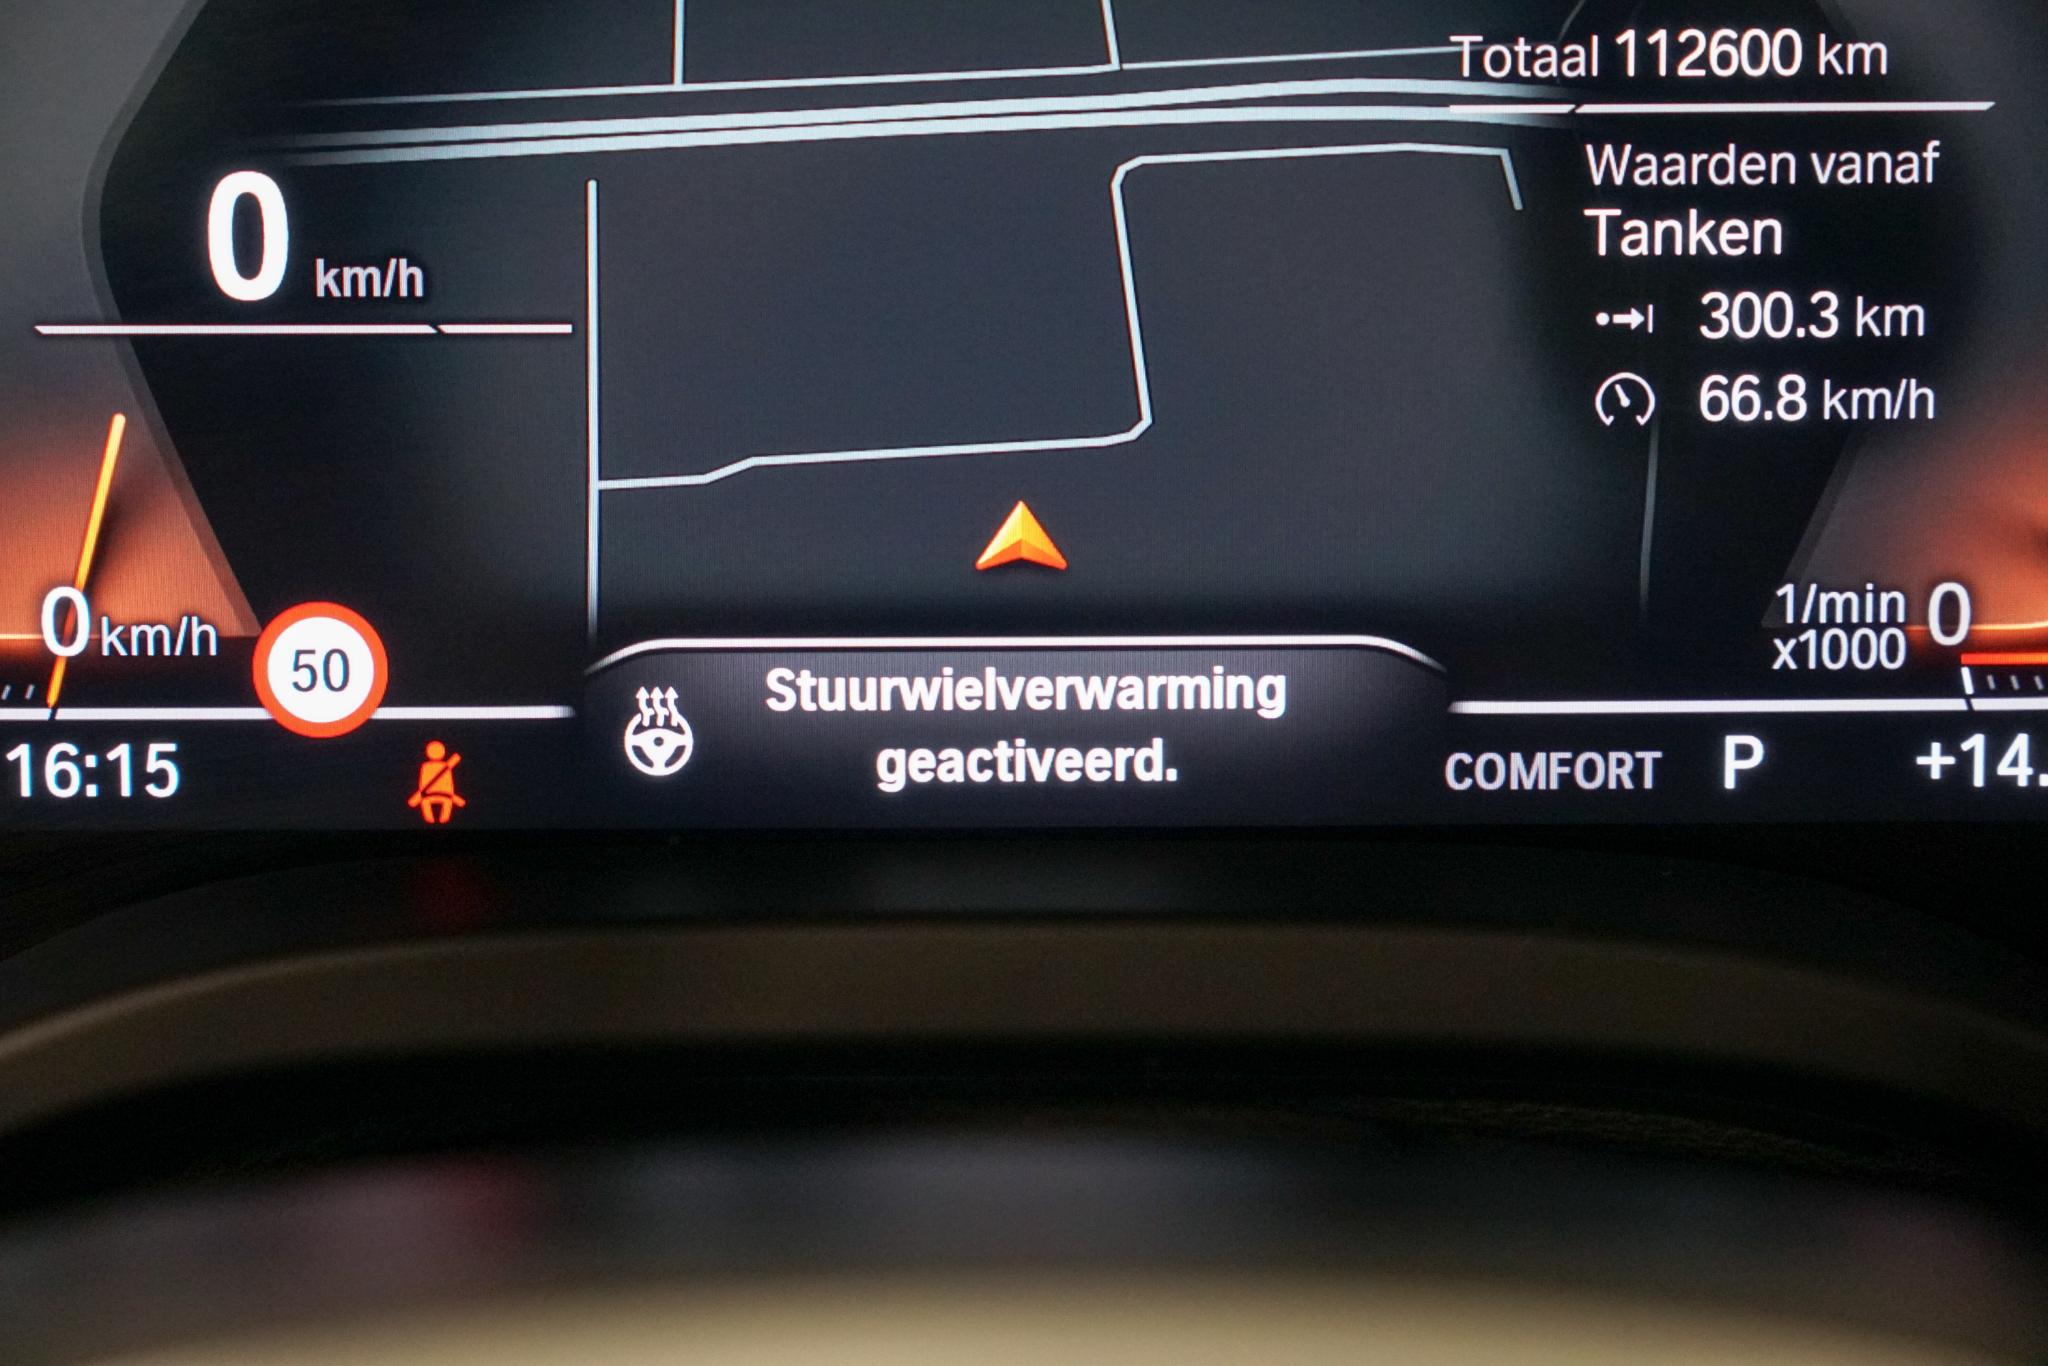 Totaal 112600 km
Waarden vanaf
Tanken
300.3 km
66.8 km/h
0 km/h
0 km/h
50
1/min
x1000 0
Stuurwielverwarming
geactiveerd.
16:15
COMFORT P +14.